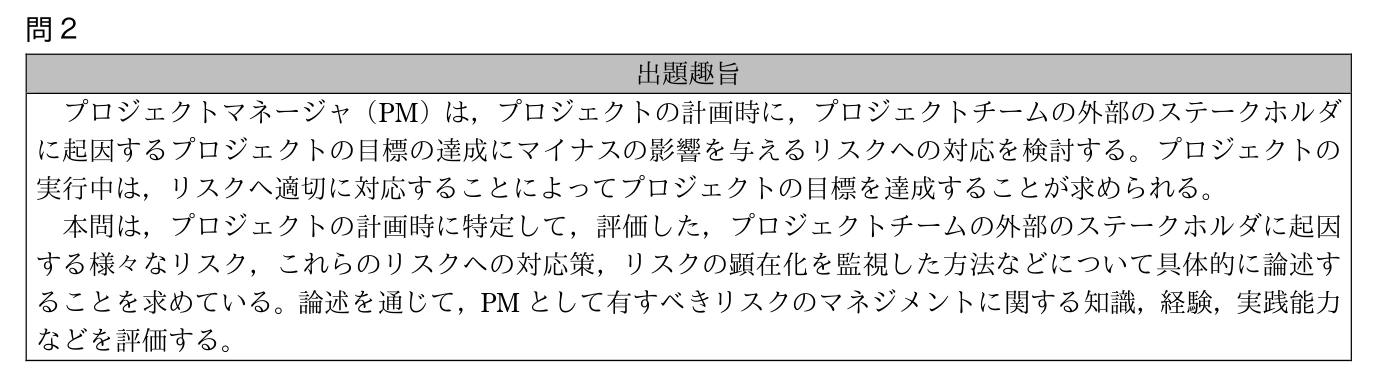 問2
出題趣旨
プロジェクトマネージャ（PM）は，プロジェクトの計画時に，プロジェクトチームの外部のステークホルダ
に起因するプロジェクトの目標の達成にマイナスの影響を与えるリスクへの対応を検討する。プロジェクトの
実行中は，リスクへ適切に対応することによってプロジェクトの目標を達成することが求められる。
本問は，プロジェクトの計画時に特定して，評価した，プロジェクトチームの外部のステークホルダに起因
する様々なリスク，これらのリスクへの対応策，リスクの顕在化を監視した方法などについて具体的に論述す
ることを求めている。論述を通じて，PM として有すべきリスクのマネジメントに関する知識，経験，実践能力
などを評価する。